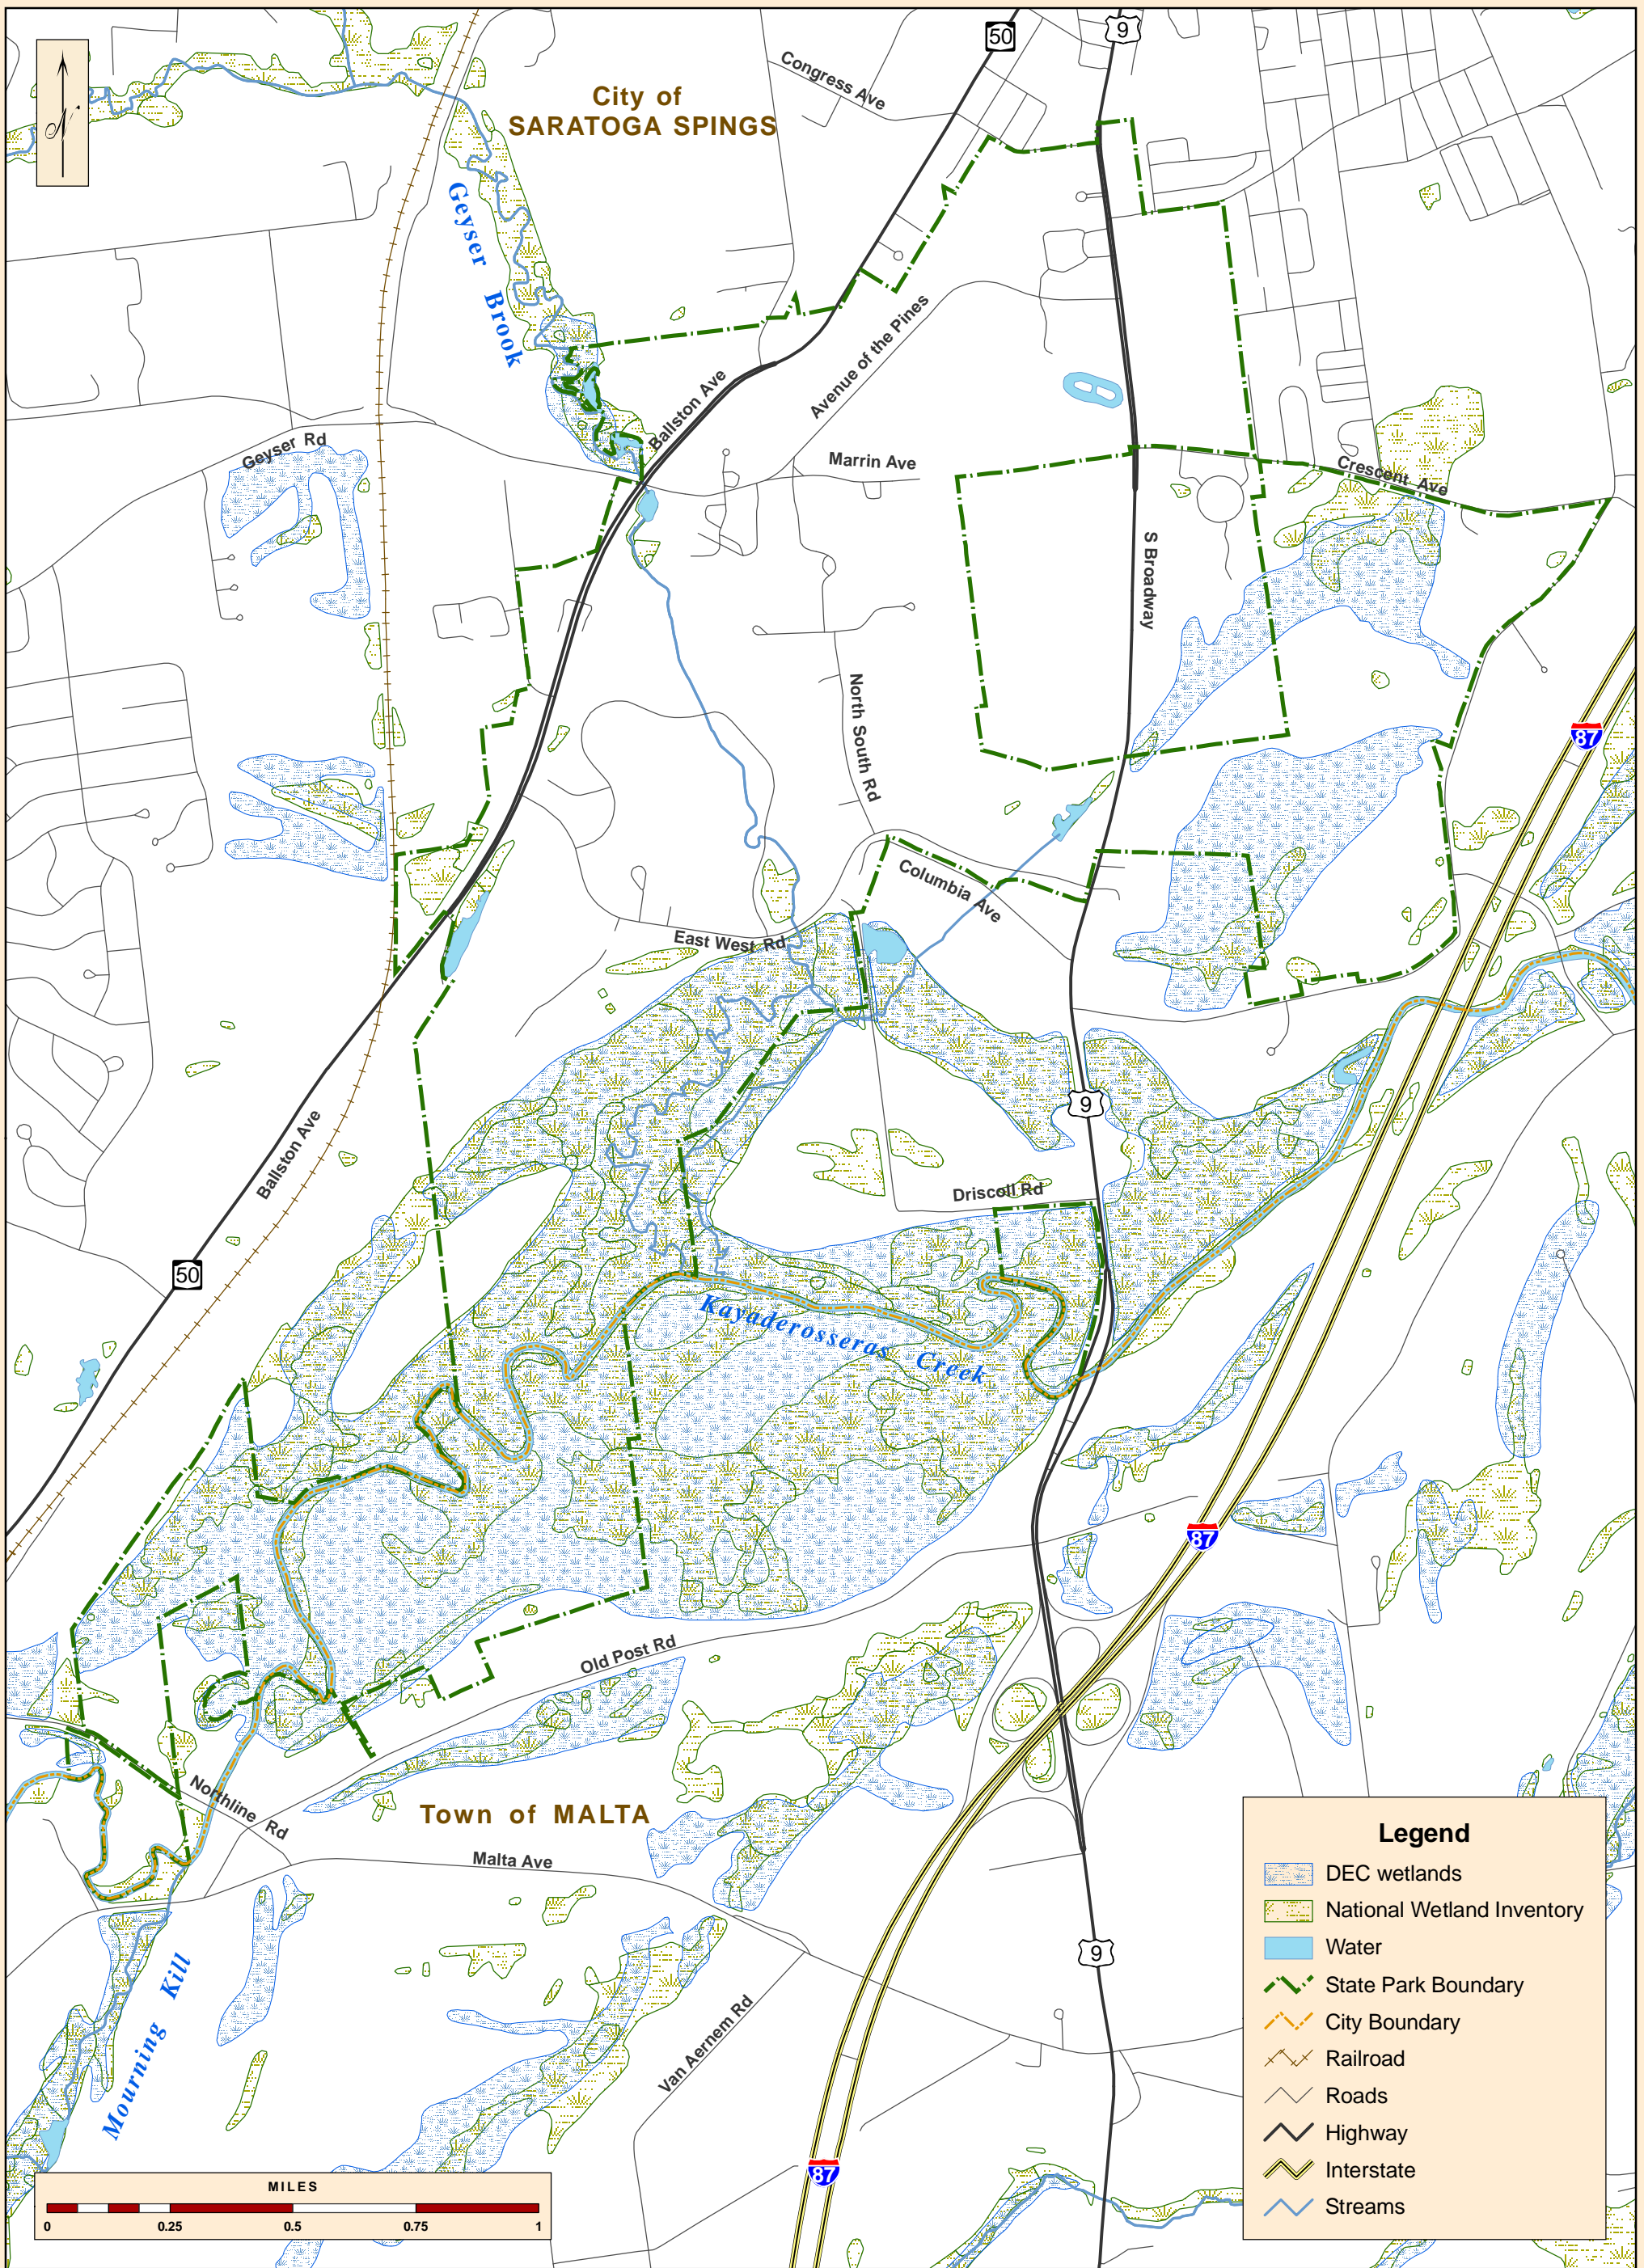 50
9
N
City of
SARATOGA SPINGS
Congress Ave
Geyser Brook
Avenue of the Pines
Ballston Ave
Geyser Rd
Marrin Ave
Crescent Ave
S Broadway
North South Rd
87
Columbia Ave
East West Rd
9
Ballston Ave
Driscoll Rd
50
Kayaderosseras Creek
87
Old Post Rd
Northline Rd
Town of MALTA
Malta Ave
9
Mourning Kill
Van Aernem Rd
87
MILES
0 0.25 0.5 0.75 1
Legend
DEC wetlands
National Wetland Inventory
Water
State Park Boundary
City Boundary
Railroad
Roads
Highway
Interstate
Streams